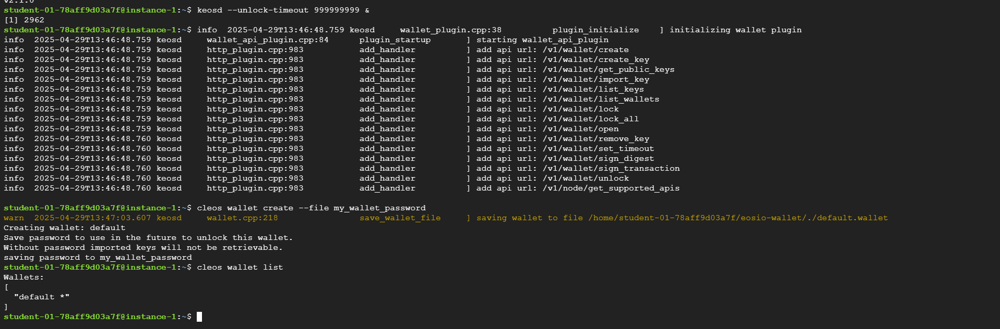 v2.1.0
student-01-78aff9d03a7f@instance-1:~$ keosd --unlock-timeout 999999999 &
[1] 2962
student-01-78aff9d03a7f@instance-1:~$ info  2025-04-29T13:46:48.759 keosd     wallet_plugin.cpp:38          plugin_initialize    ] initializing wallet plugin
info  2025-04-29T13:46:48.759 keosd     wallet_api_plugin.cpp:84      plugin_startup       ] starting wallet_api_plugin
info  2025-04-29T13:46:48.759 keosd     http_plugin.cpp:983           add_handler          ] add api url: /v1/wallet/create
info  2025-04-29T13:46:48.759 keosd     http_plugin.cpp:983           add_handler          ] add api url: /v1/wallet/create_key
info  2025-04-29T13:46:48.759 keosd     http_plugin.cpp:983           add_handler          ] add api url: /v1/wallet/get_public_keys
info  2025-04-29T13:46:48.759 keosd     http_plugin.cpp:983           add_handler          ] add api url: /v1/wallet/import_key
info  2025-04-29T13:46:48.759 keosd     http_plugin.cpp:983           add_handler          ] add api url: /v1/wallet/list_keys
info  2025-04-29T13:46:48.759 keosd     http_plugin.cpp:983           add_handler          ] add api url: /v1/wallet/list_wallets
info  2025-04-29T13:46:48.759 keosd     http_plugin.cpp:983           add_handler          ] add api url: /v1/wallet/lock
info  2025-04-29T13:46:48.759 keosd     http_plugin.cpp:983           add_handler          ] add api url: /v1/wallet/lock_all
info  2025-04-29T13:46:48.759 keosd     http_plugin.cpp:983           add_handler          ] add api url: /v1/wallet/open
info  2025-04-29T13:46:48.760 keosd     http_plugin.cpp:983           add_handler          ] add api url: /v1/wallet/remove_key
info  2025-04-29T13:46:48.760 keosd     http_plugin.cpp:983           add_handler          ] add api url: /v1/wallet/set_timeout
info  2025-04-29T13:46:48.760 keosd     http_plugin.cpp:983           add_handler          ] add api url: /v1/wallet/sign_digest
info  2025-04-29T13:46:48.760 keosd     http_plugin.cpp:983           add_handler          ] add api url: /v1/wallet/sign_transaction
info  2025-04-29T13:46:48.760 keosd     http_plugin.cpp:983           add_handler          ] add api url: /v1/wallet/unlock
info  2025-04-29T13:46:48.760 keosd     http_plugin.cpp:983           add_handler          ] add api url: /v1/node/get_supported_apis
student-01-78aff9d03a7f@instance-1:~$ cleos wallet create --file my_wallet_password
warn  2025-04-29T13:47:03.607 keosd     wallet.cpp:218                save_wallet_file     ] saving wallet to file /home/student-01-78aff9d03a7f/eosio-wallet/./default.wallet
Creating wallet: default
Save password to use in the future to unlock this wallet.
Without password imported keys will not be retrievable.
saving password to my_wallet_password
student-01-78aff9d03a7f@instance-1:~$ cleos wallet list
Wallets:
[
  "default *"
]
student-01-78aff9d03a7f@instance-1:~$